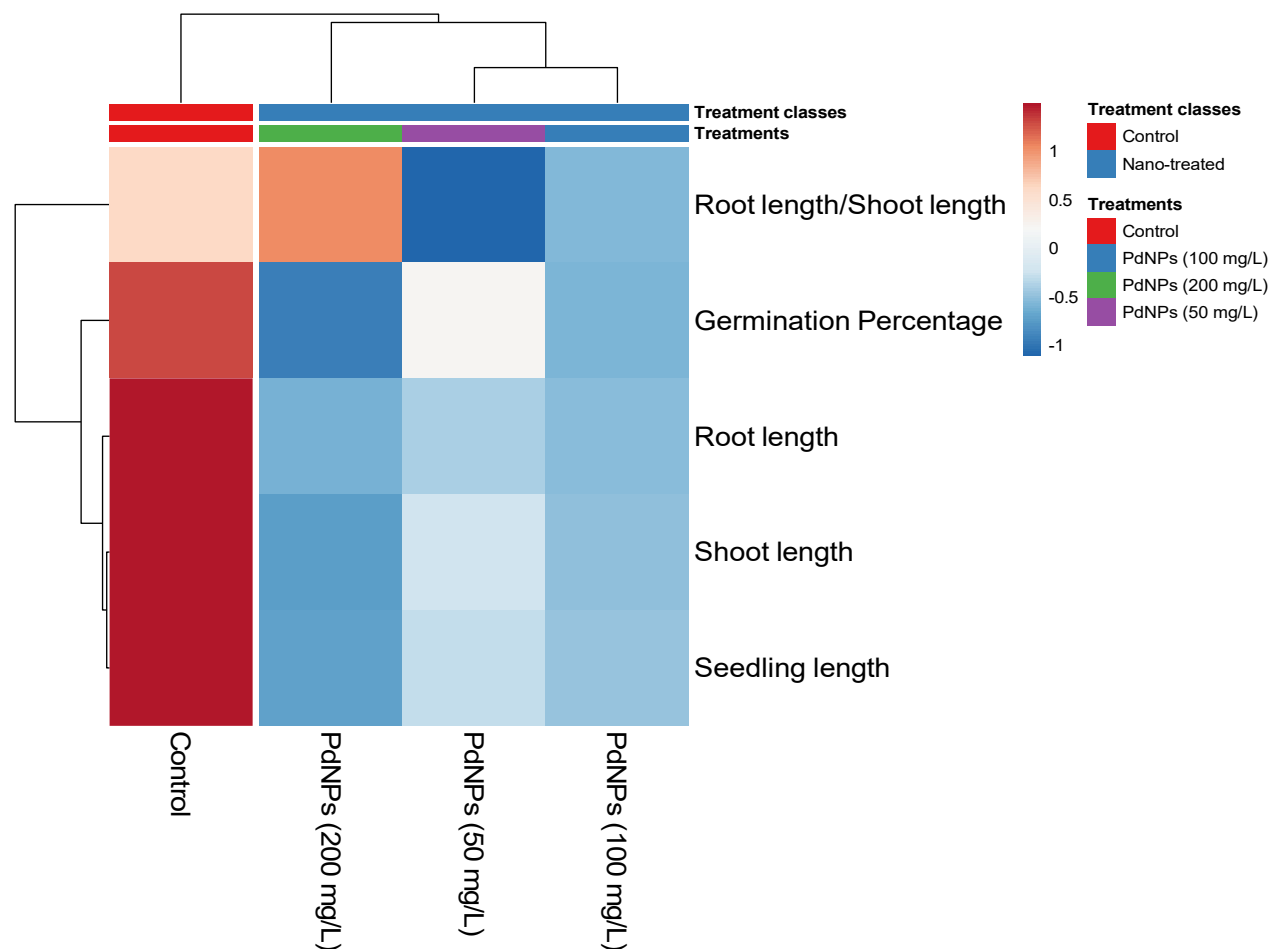 Treatment classes
Treatments
Root length/Shoot length
Germination Percentage
Root length
Shoot length
Seedling length
Control
PdNPs (200 mg/L)
PdNPs (50 mg/L)
PdNPs (100 mg/L)
1
0.5
0
-0.5
-1
Treatment classes
Control
Nano-treated
Treatments
Control
PdNPs (100 mg/L)
PdNPs (200 mg/L)
PdNPs (50 mg/L)